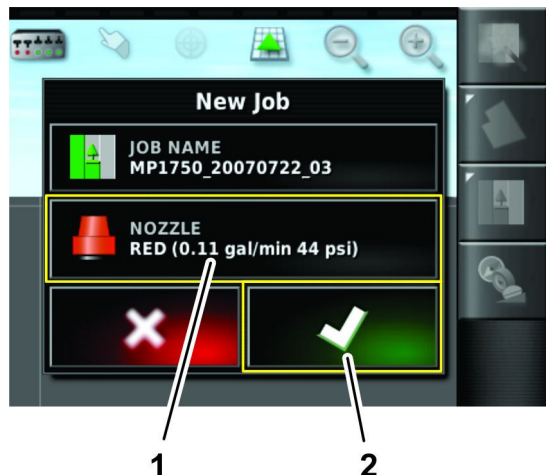 New Job
JOB NAME
MP1750_20070722_03
NOZZLE
RED (0.11 gal/min 44 psi)
1
2